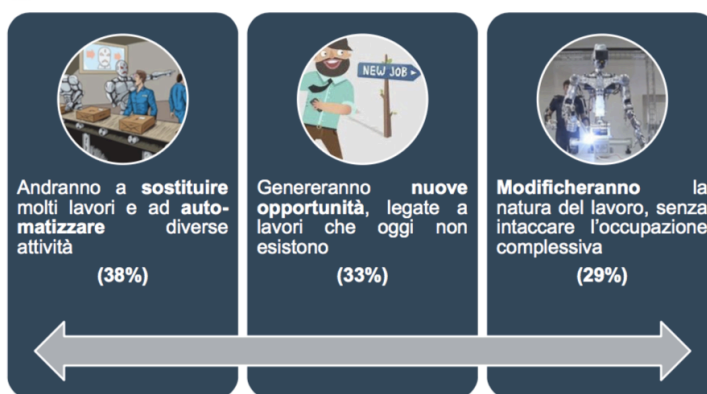 Andranno a sostituire
molti lavori e ad auto-
matizzare diverse
attività
(38%)
NEW JOB
Genereranno nuove
opportunità, legate a
lavori che oggi non
esistono
(33%)
Modificheranno la
natura del lavoro, senza
intaccare l'occupazione
complessiva
(29%)